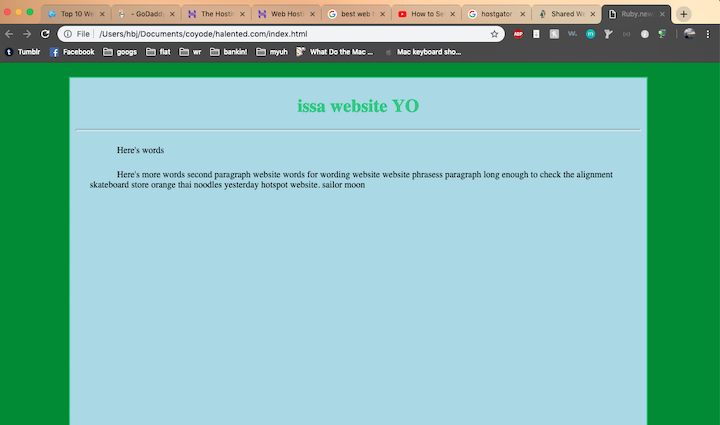 Top 10 We
- GoDadd
The Hostin
Web Hosti
best web
How to Se
hostgator
Shared We
Ruby.new
File /Users/hbj/Documents/coyode/halented.com/index.html
ABP
W.
Tumblr Facebook googs flat wr bankin! myuh What Do the Mac ... Mac keyboard sho...
issa website YO
Here's words
Here's more words second paragraph website words for wording website website phrasess paragraph long enough to check the alignment
skateboard store orange thai noodles yesterday hotspot website. sailor moon